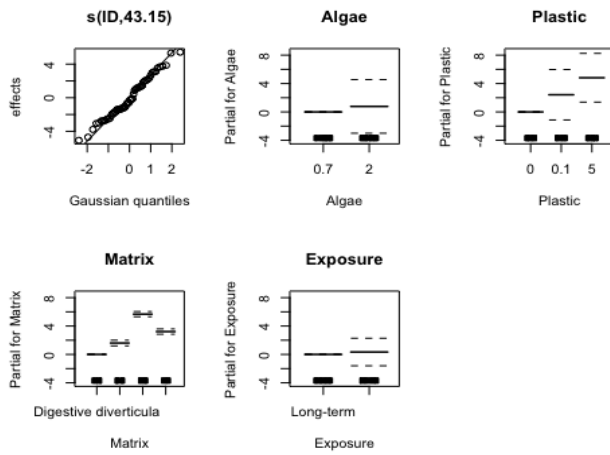 s(ID,43.15)
effects
-4 0 4
-2 0 1 2
Gaussian quantiles
Algae
Partial for Algae
-4 0 4 8
0.7 2
Algae
Plastic
Partial for Plastic
-4 0 4 8
0 0.1 5
Plastic
Matrix
Partial for Matrix
-4 0 4 8
Digestive diverticula
Matrix
Exposure
Partial for Exposure
-4 0 4 8
Long-term
Exposure